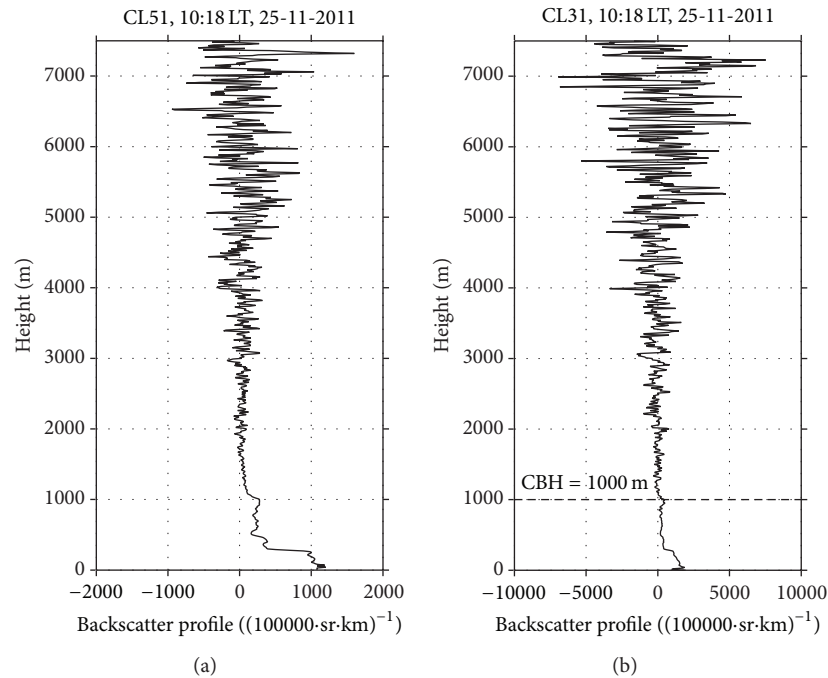 CL51, 10:18 LT, 25-11-2011
7000
6000
5000
4000
3000
2000
1000
0
Height (m)
−2000 −1000 0 1000 2000
Backscatter profile ((100000·sr·km)−1)
(a)
CL31, 10:18 LT, 25-11-2011
7000
6000
5000
4000
3000
2000
CBH = 1000 m
1000
0
Height (m)
−10000 −5000 0 5000 10000
Backscatter profile ((100000·sr·km)−1)
(b)